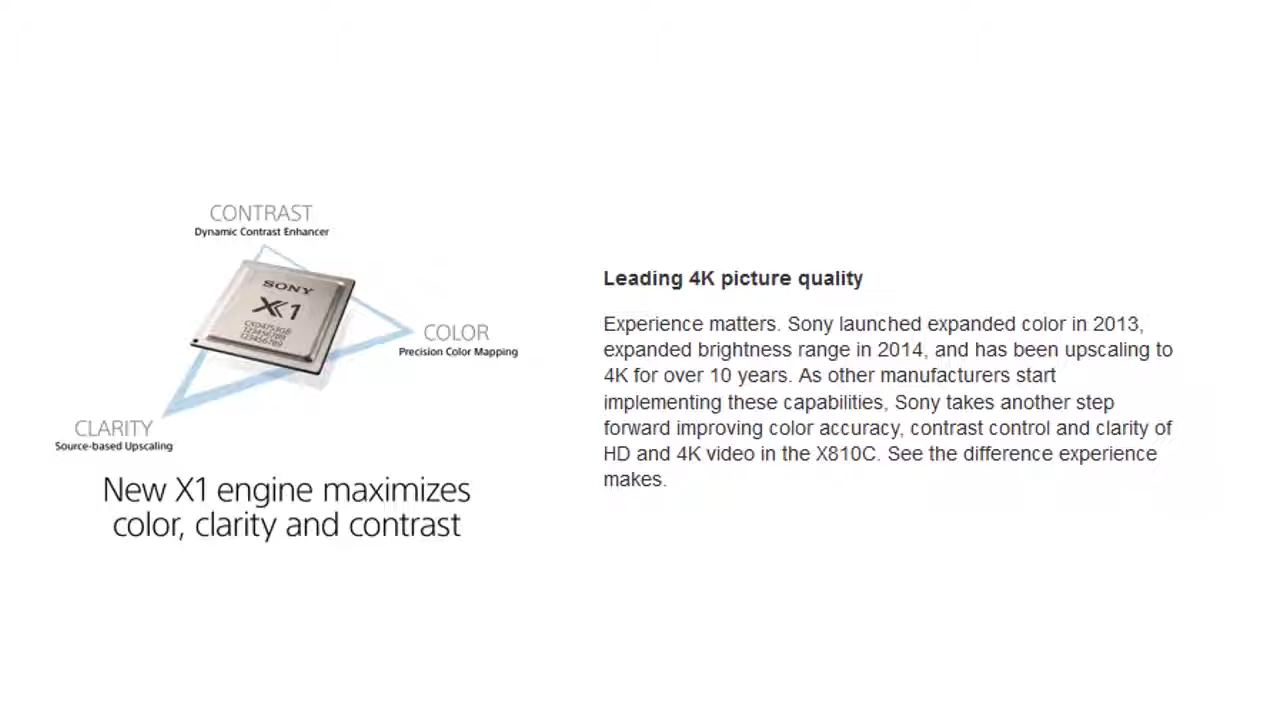 CONTRAST
Dynamic Contrast Enhancer
SONY
X1
CXD4753GB
123456789
123456789
COLOR
Precision Color Mapping
CLARITY
Source-based Upscaling
New X1 engine maximizes
color, clarity and contrast
Leading 4K picture quality
Experience matters. Sony launched expanded color in 2013,
expanded brightness range in 2014, and has been upscaling to
4K for over 10 years. As other manufacturers start
implementing these capabilities, Sony takes another step
forward improving color accuracy, contrast control and clarity of
HD and 4K video in the X810C. See the difference experience
makes.